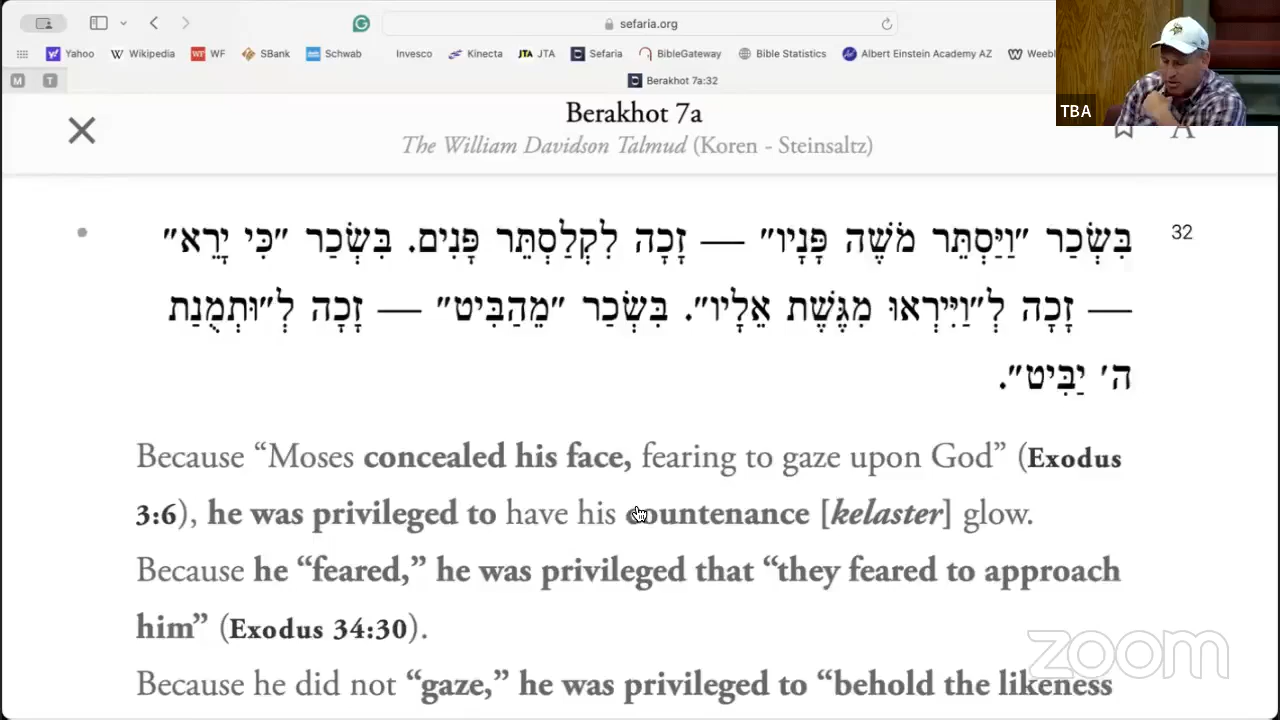 sefaria.org
Yahoo Wikipedia WF SBank Schwab Invesco Kinecta JTA JTA Sefaria BibleGateway Bible Statistics Albert Einstein Academy AZ Weebl
M T Berakhot 7a:32
TBA
Berakhot 7a
The William Davidson Talmud (Koren - Steinsaltz)
A
32
בִּשְׂכַר ״וַיַּסְתֵּר מֹשֶׁה פָּנָיו״ — זָכָה לִקְלַסְתֵּר פָּנִים. בִּשְׂכַר ״כִּי יָרֵא״
— זָכָה לְ״וַיִּירְאוּ מִגֶּשֶׁת אֵלָיו״. בִּשְׂכַר ״מֵהַבִּיט״ — זָכָה לְ״וּתְמֻנַת
ה׳ יַבִּיט״.
Because “Moses concealed his face, fearing to gaze upon God” (Exodus
3:6), he was privileged to have his countenance [kelaster] glow.
Because he “feared,” he was privileged that “they feared to approach
him” (Exodus 34:30).
Because he did not “gaze,” he was privileged to “behold the likeness
zoom